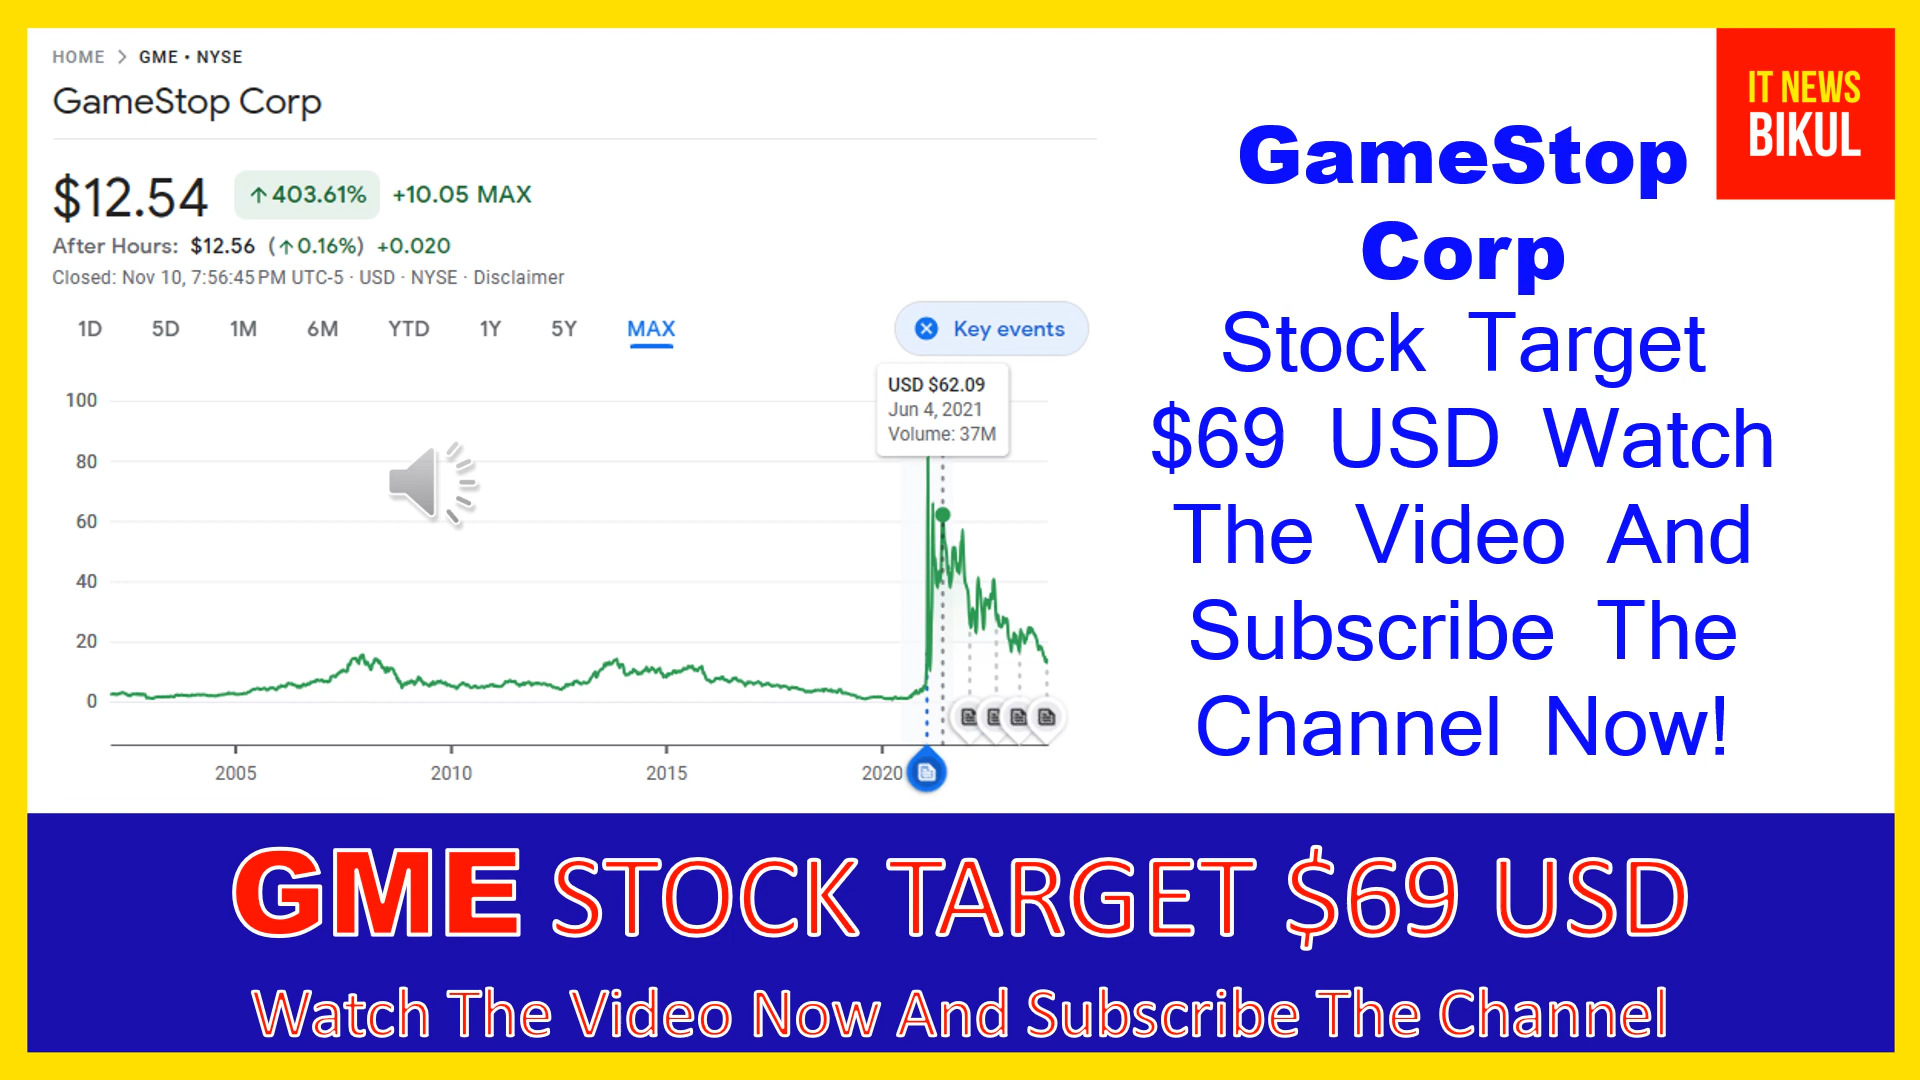 HOME > GME • NYSE
GameStop Corp
$12.54 ↑403.61% +10.05 MAX
After Hours: $12.56 (↑0.16%) +0.020
Closed: Nov 10, 7:56:45 PM UTC-5 · USD · NYSE · Disclaimer
1D 5D 1M 6M YTD 1Y 5Y MAX
Key events
USD $62.09
Jun 4, 2021
Volume: 37M
100
80
60
40
20
0
2005 2010 2015 2020
IT NEWS
BIKUL
GameStop
Corp
Stock Target
$69 USD Watch
The Video And
Subscribe The
Channel Now!
GME STOCK TARGET $69 USD
Watch The Video Now And Subscribe The Channel